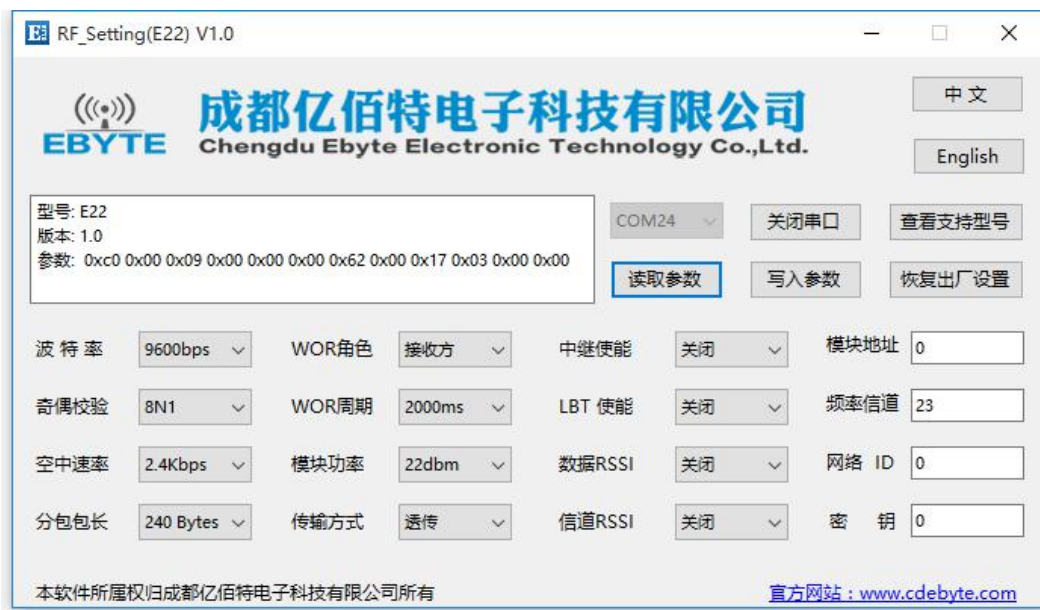 RF_Setting(E22) V1.0
EBYTE
成都亿佰特电子科技有限公司
Chengdu Ebyte Electronic Technology Co.,Ltd.
中 文
English
型号: E22
版本: 1.0
参数: 0xc0 0x00 0x09 0x00 0x00 0x00 0x62 0x00 0x17 0x03 0x00 0x00
COM24 关闭串口 查看支持型号
读取参数 写入参数 恢复出厂设置
波 特 率 9600bps WOR角色 接收方 中继使能 关闭 模块地址 0
奇偶校验 8N1 WOR周期 2000ms LBT 使能 关闭 频率信道 23
空中速率 2.4Kbps 模块功率 22dbm 数据RSSI 关闭 网络 ID 0
分包包长 240 Bytes 传输方式 透传 信道RSSI 关闭 密 钥 0
本软件所属权归成都亿佰特电子科技有限公司所有 官方网站：www.cdebyte.com